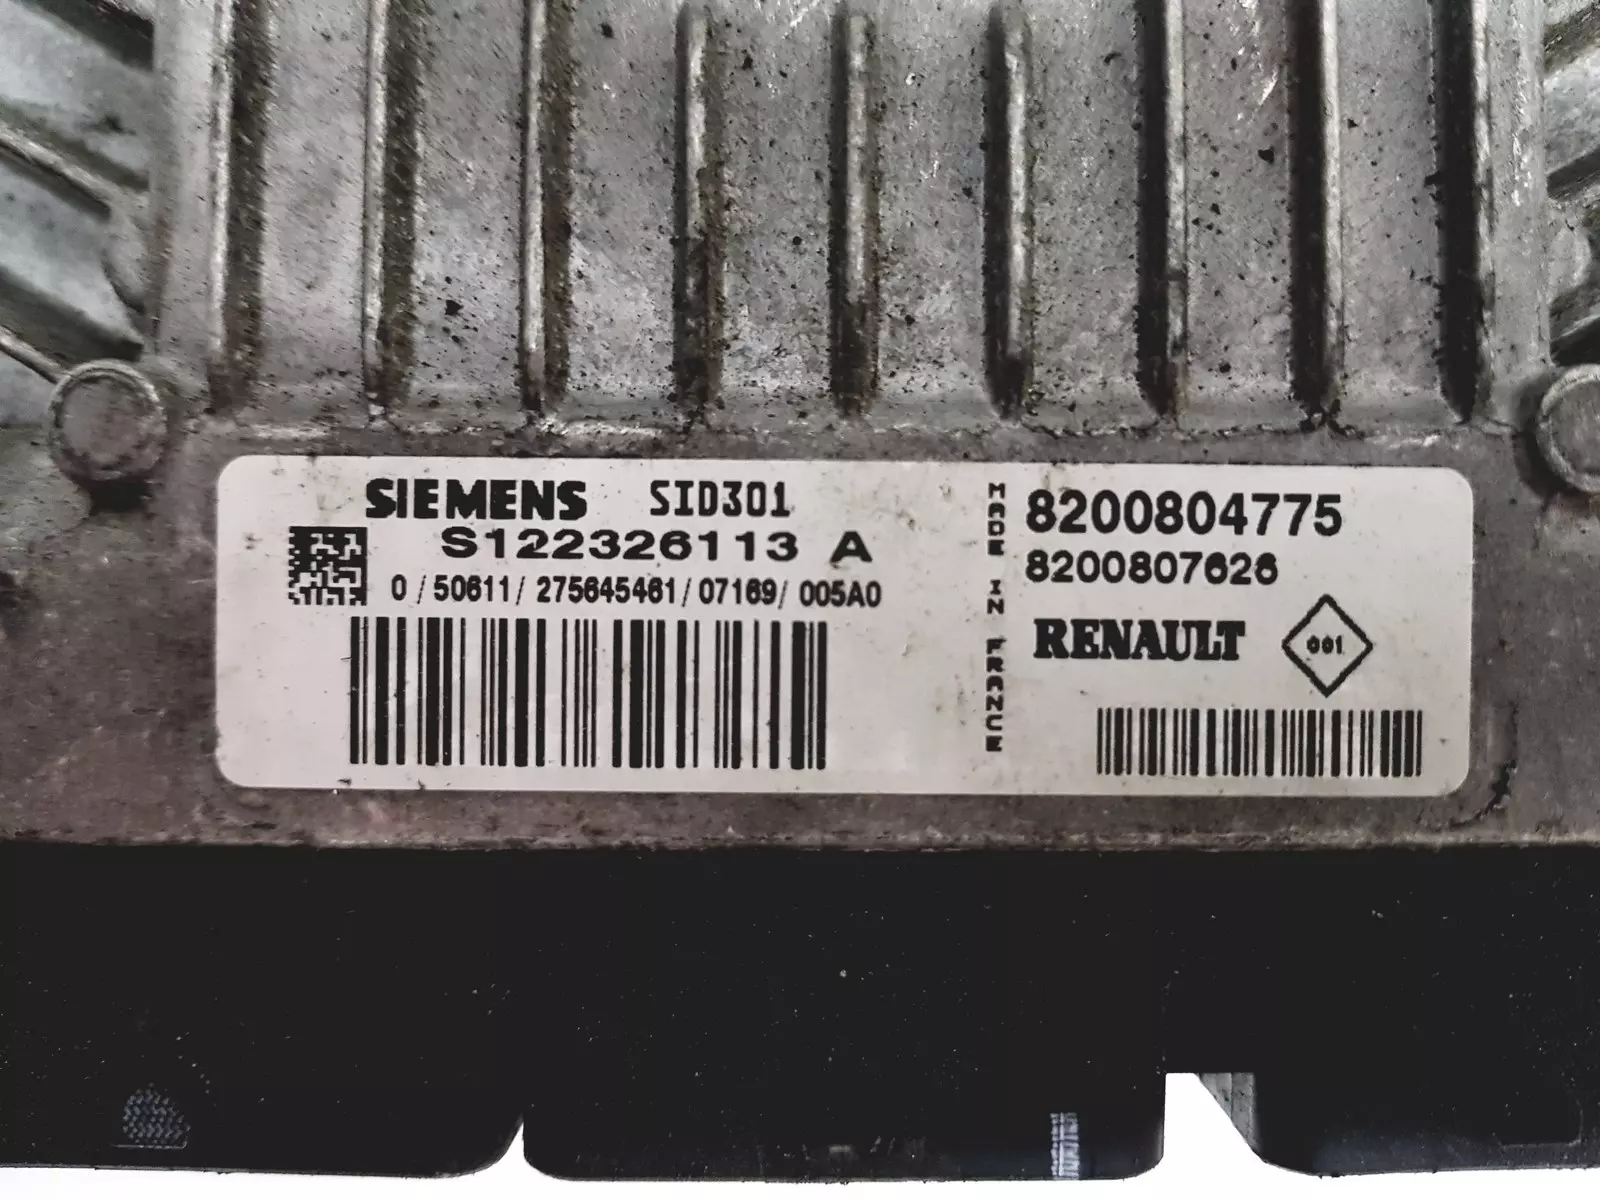 SIEMENS SID301
S122326113 A
0/50611/275645461/07169/005A0
MADE IN FRANCE
8200804775
8200807626
RENAULT 001